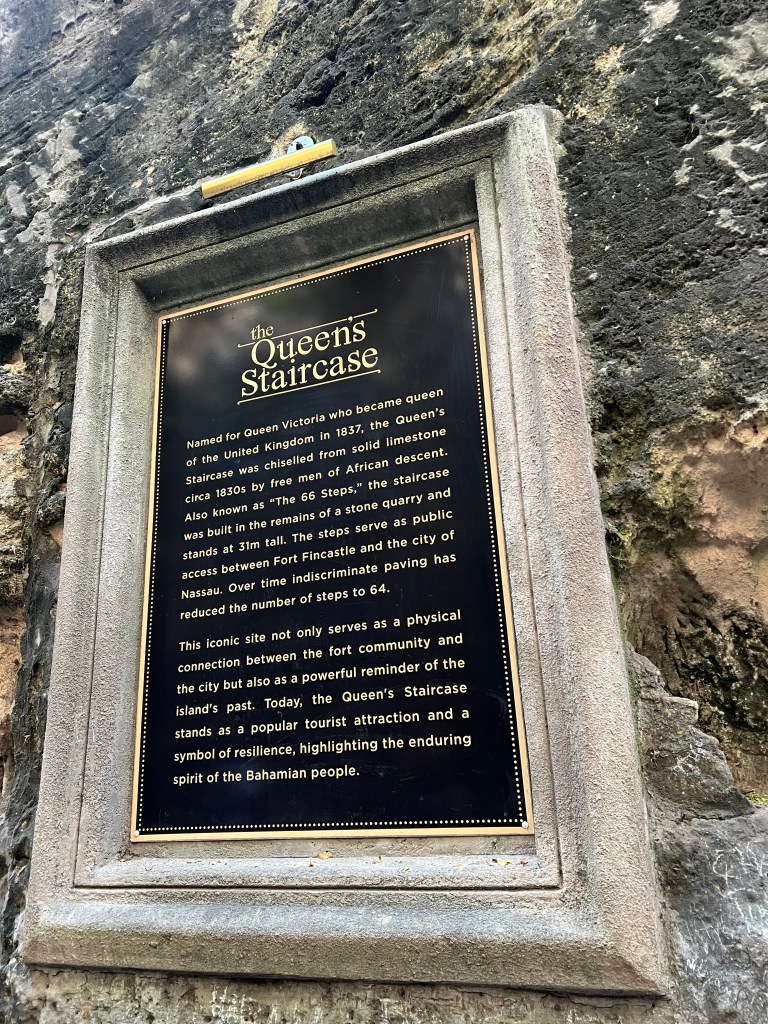 the
Queen's
Staircase
Named for Queen Victoria who became queen
of the United Kingdom in 1837, the Queen's
Staircase was chiselled from solid limestone
circa 1830s by free men of African descent.
Also known as "The 66 Steps," the staircase
was built in the remains of a stone quarry and
stands at 31m tall. The steps serve as public
access between Fort Fincastle and the city of
Nassau. Over time indiscriminate paving has
reduced the number of steps to 64.
This iconic site not only serves as a physical
connection between the fort community and
the city but also as a powerful reminder of the
island's past. Today, the Queen's Staircase
stands as a popular tourist attraction and a
symbol of resilience, highlighting the enduring
spirit of the Bahamian people.